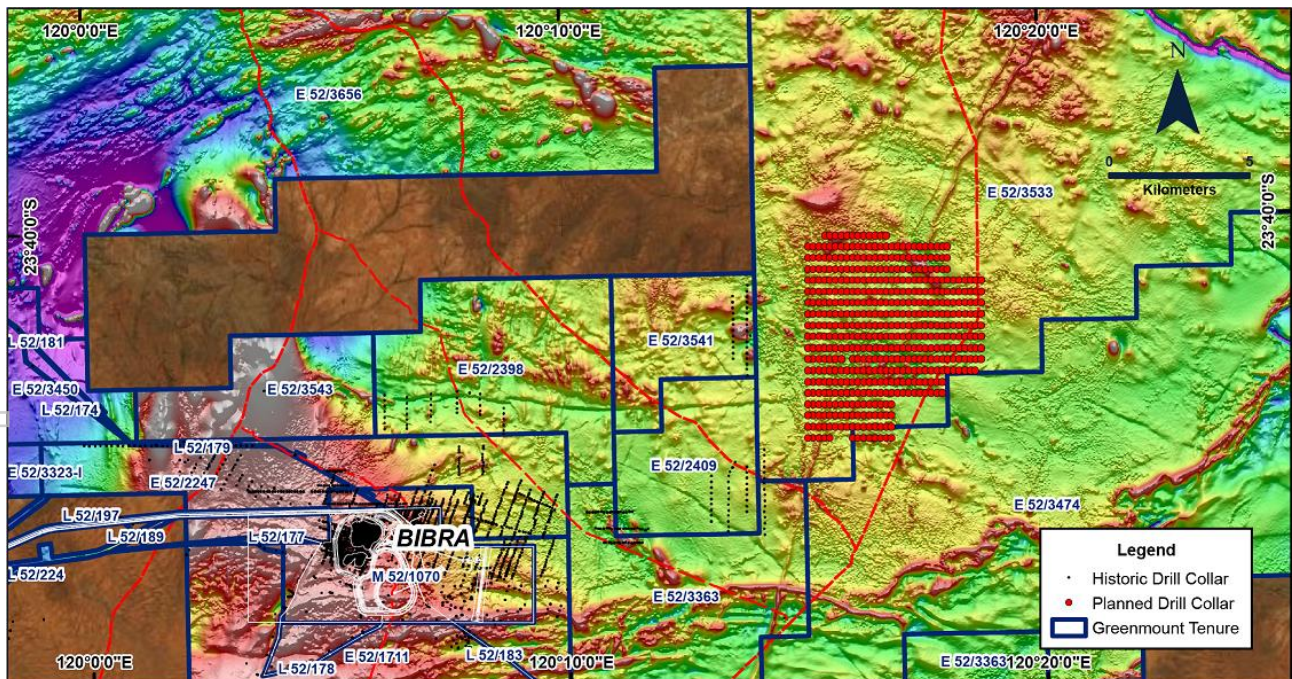 120°0'0"E
120°10'0"E
120°20'0"E
N
E 52/3656
0
5
Kilometers
E 52/3533
23°40'0"S
23°40'0"S
L 52/181
E 52/3541
E 52/2398
E 52/3450
E 52/3543
L 52/174
L 52/179
E 52/3323-I
E 52/2247
E 52/2409
E 52/3474
L 52/197
L 52/189
L 52/177
BIBRA
L 52/224
M 52/1070
E 52/3363
Legend
Historic Drill Collar
Planned Drill Collar
Greenmount Tenure
120°0'0"E
L 52/178
E 52/1711
L 52/183
120°10'0"E
E 52/3363
120°20'0"E